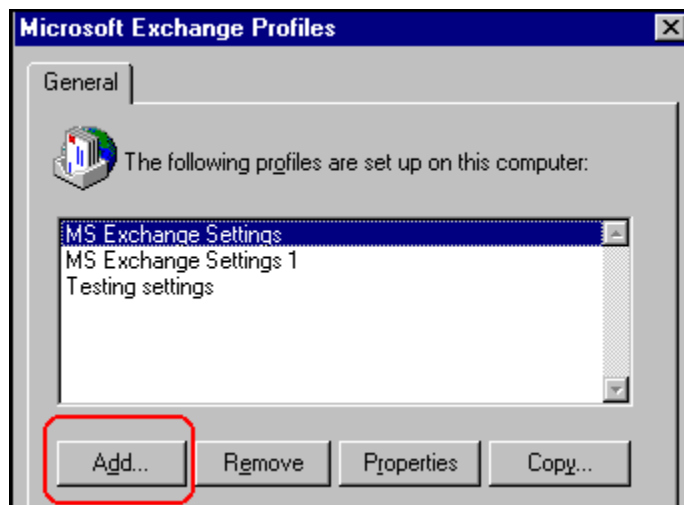 Microsoft Exchange Profiles
General
The following profiles are set up on this computer:
MS Exchange Settings
MS Exchange Settings 1
Testing settings
Add... Remove Properties Copy...